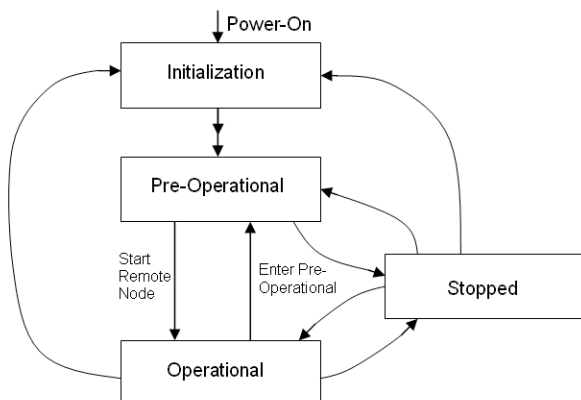 Power-On
Initialization
Pre-Operational
Start
Remote
Node
Enter Pre-
Operational
Stopped
Operational